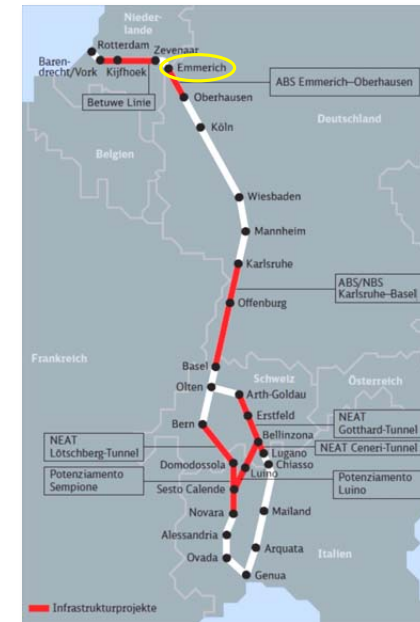 Nieder-
lande
Rotterdam
Zevenaar
Baren-
drecht/Vork
Kijfhoek
Emmerich
Betuwe Linie
Oberhausen
ABS Emmerich–Oberhausen
Köln
Deutschland
Belgien
Wiesbaden
Mannheim
Karlsruhe
ABS/NBS
Karlsruhe–Basel
Offenburg
Frankreich
Basel
Schweiz
Österreich
Olten
Arth-Goldau
Erstfeld
NEAT
Gotthard-Tunnel
Bern
Bellinzona
NEAT
Lötschberg-Tunnel
NEAT Ceneri-Tunnel
Lugano
Domodossola
Chiasso
Luino
Potenziamento
Sempione
Potenziamento
Luino
Sesto Calende
Novara
Mailand
Alessandria
Arquata
Ovada
Italien
Genua
Infrastrukturprojekte